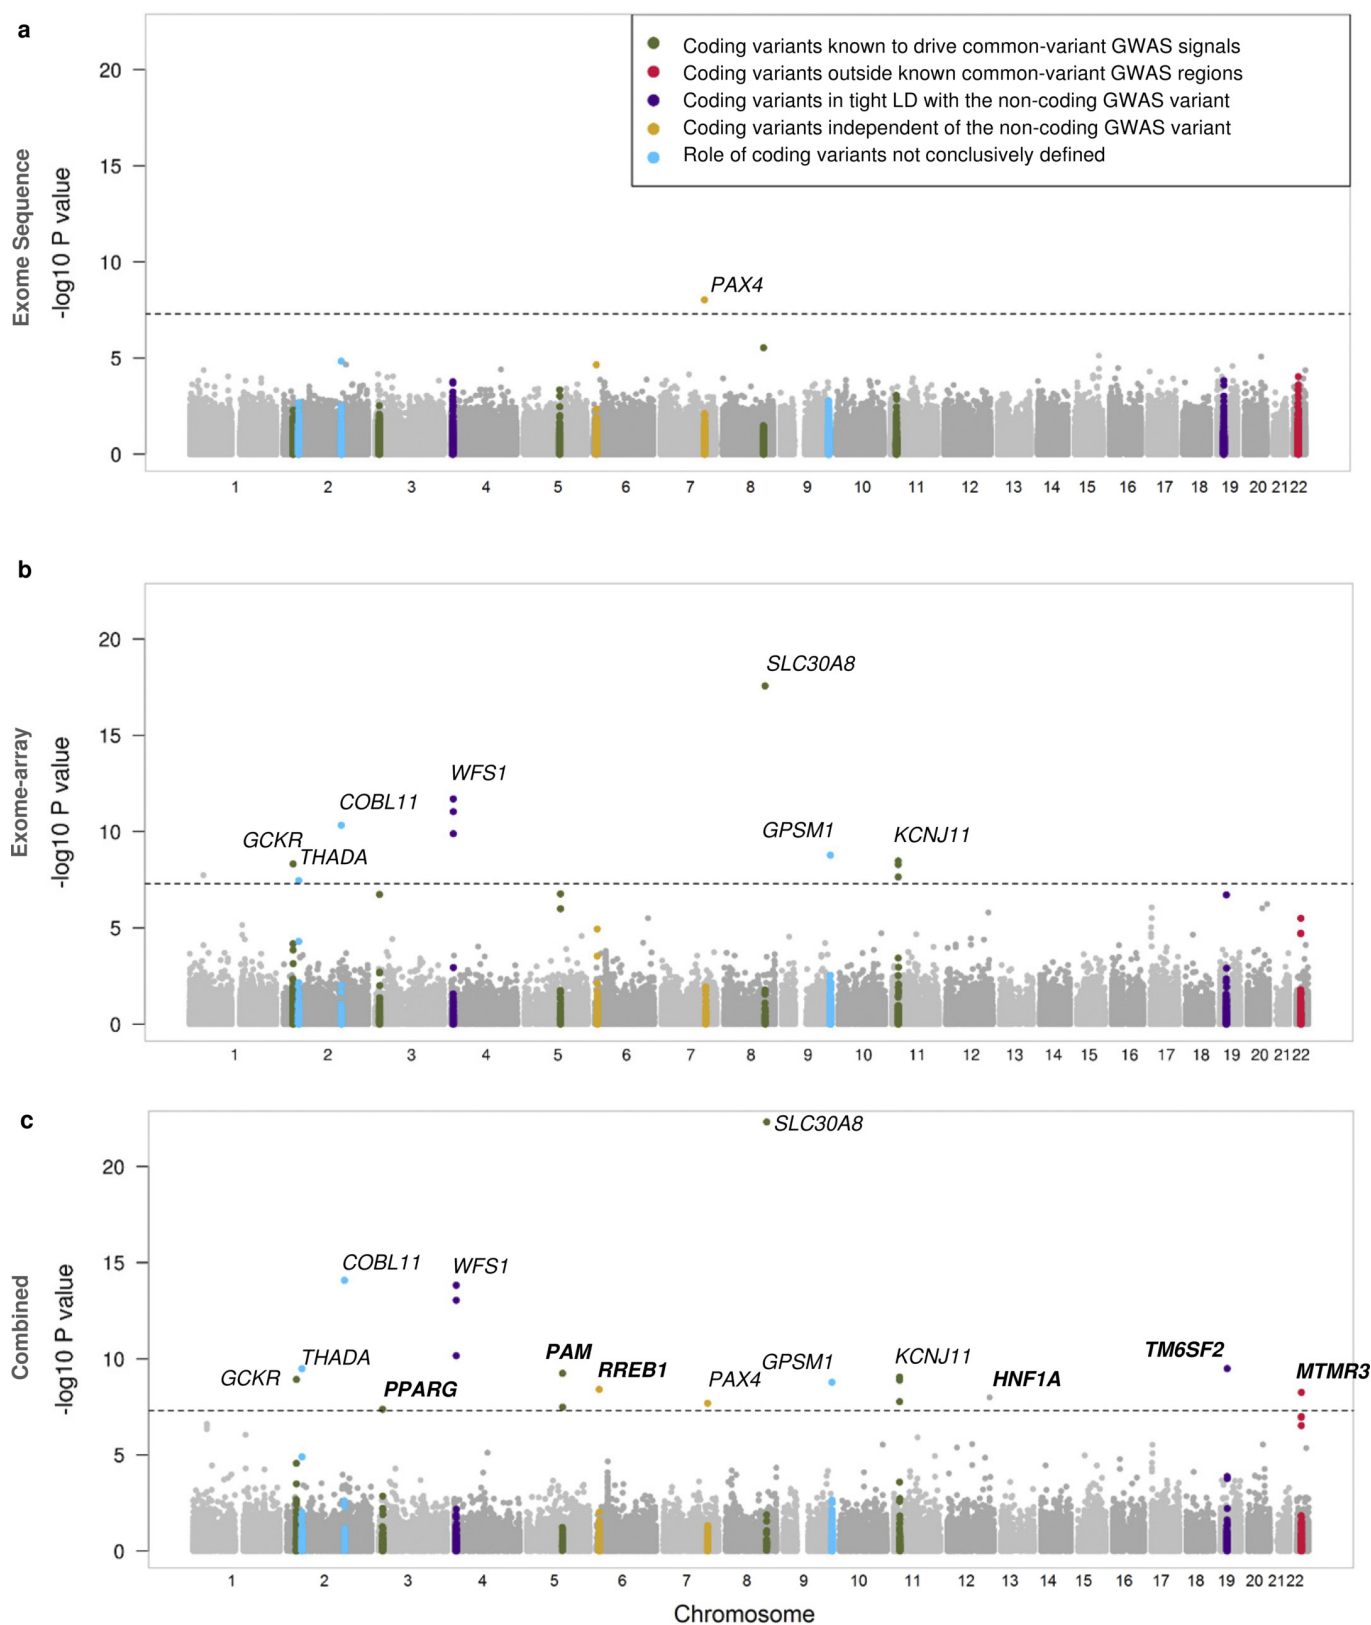 a
Coding variants known to drive common-variant GWAS signals
Coding variants outside known common-variant GWAS regions
Coding variants in tight LD with the non-coding GWAS variant
Coding variants independent of the non-coding GWAS variant
Role of coding variants not conclusively defined
Exome Sequence
-log10 P value
20
15
10
5
0
PAX4
1 2 3 4 5 6 7 8 9 10 11 12 13 14 15 16 17 18 19 20 21 22
b
Exome-array
-log10 P value
20
15
10
5
0
SLC30A8
WFS1
COBL11
GPSM1
KCNJ11
GCKR
THADA
1 2 3 4 5 6 7 8 9 10 11 12 13 14 15 16 17 18 19 20 21 22
c
Combined
-log10 P value
20
15
10
5
0
SLC30A8
COBL11
WFS1
THADA
PAM
GPSM1
KCNJ11
TM6SF2
GCKR
RREB1
PAX4
HNF1A
MTMR3
PPARG
1 2 3 4 5 6 7 8 9 10 11 12 13 14 15 16 17 18 19 20 21 22
Chromosome